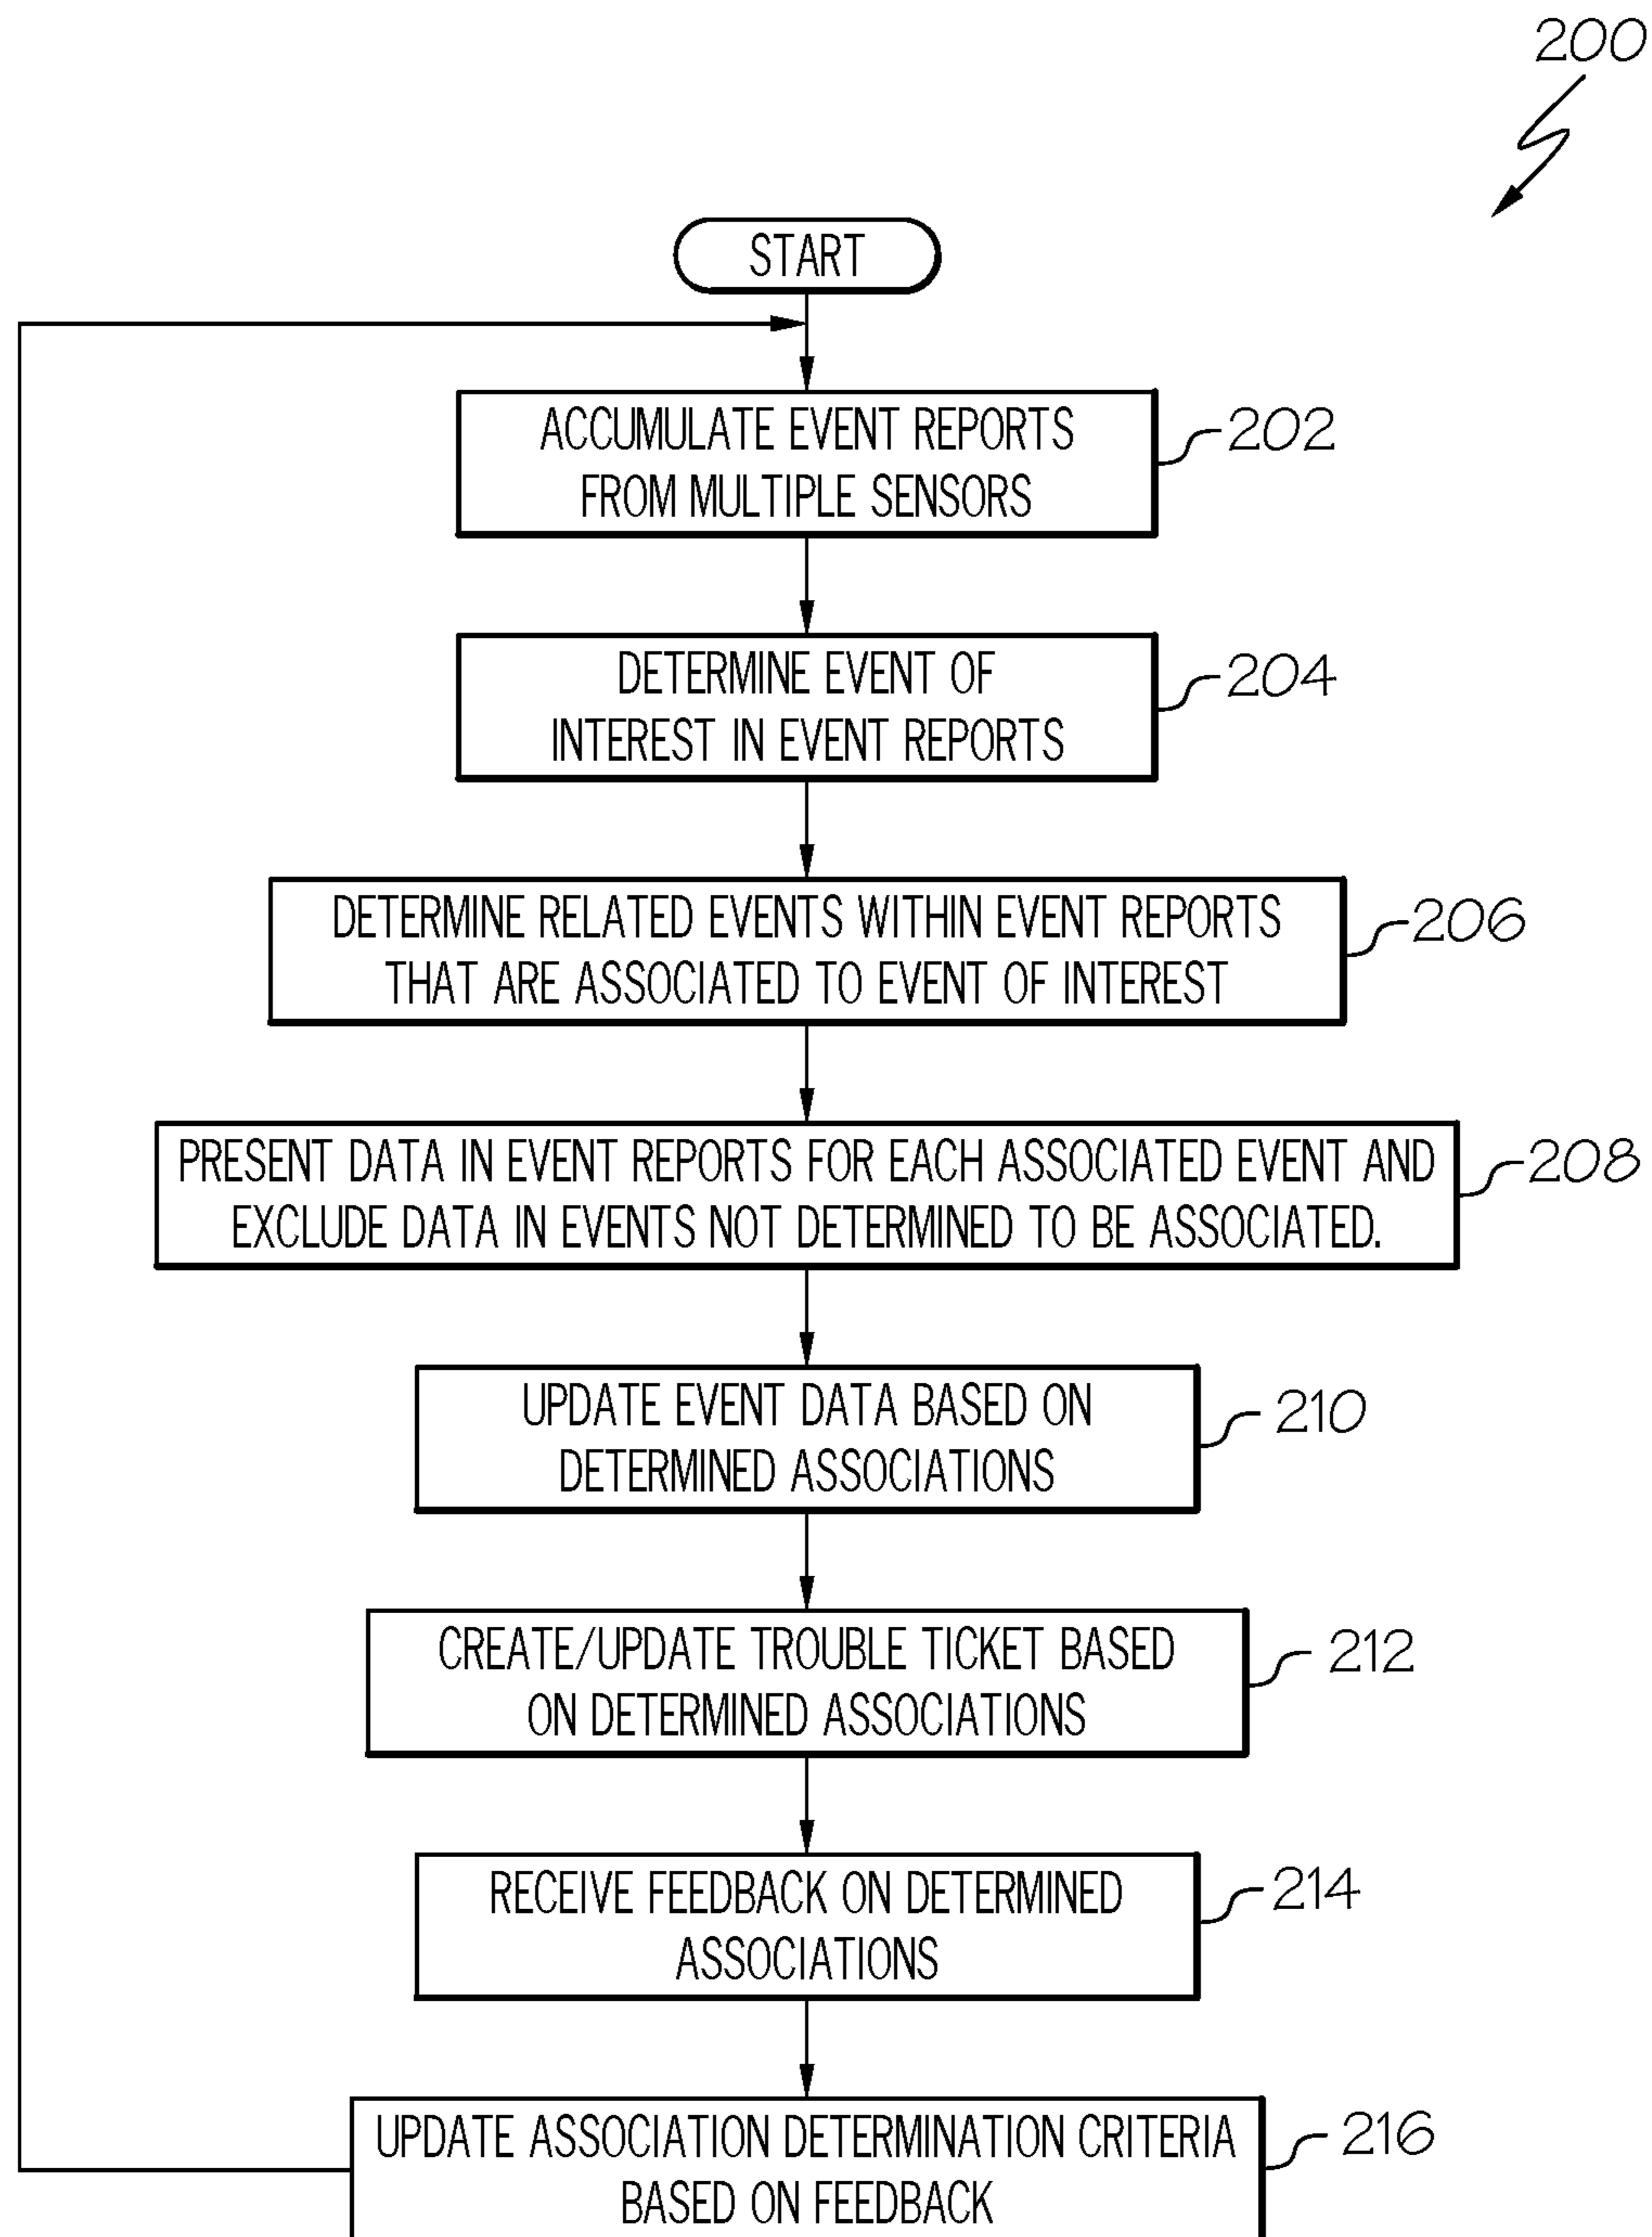 200
START
ACCUMULATE EVENT REPORTS
FROM MULTIPLE SENSORS
202
DETERMINE EVENT OF
INTEREST IN EVENT REPORTS
204
DETERMINE RELATED EVENTS WITHIN EVENT REPORTS
THAT ARE ASSOCIATED TO EVENT OF INTEREST
206
PRESENT DATA IN EVENT REPORTS FOR EACH ASSOCIATED EVENT AND
EXCLUDE DATA IN EVENTS NOT DETERMINED TO BE ASSOCIATED.
208
UPDATE EVENT DATA BASED ON
DETERMINED ASSOCIATIONS
210
CREATE/UPDATE TROUBLE TICKET BASED
ON DETERMINED ASSOCIATIONS
212
RECEIVE FEEDBACK ON DETERMINED
ASSOCIATIONS
214
UPDATE ASSOCIATION DETERMINATION CRITERIA
BASED ON FEEDBACK
216